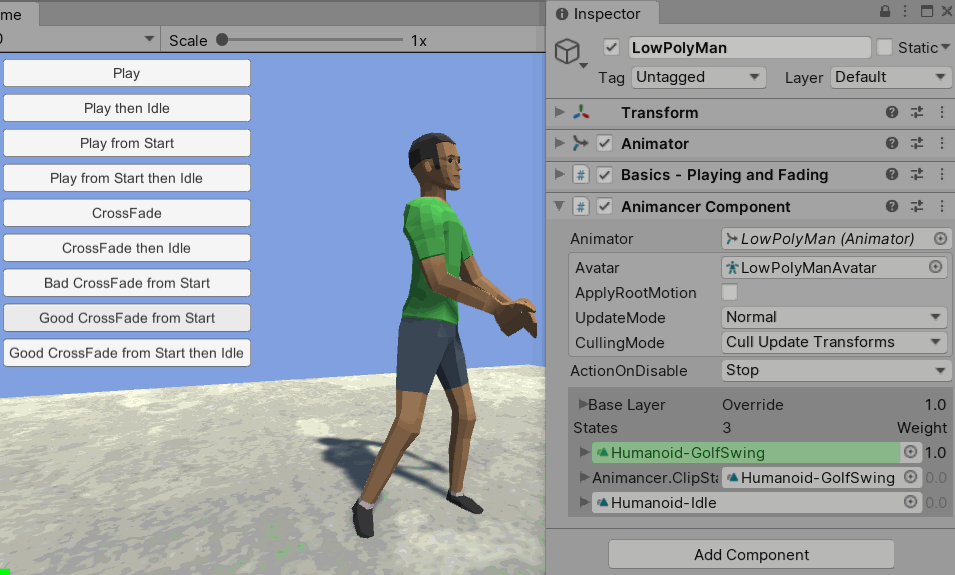 me
0
Scale 1x
Play
Play then Idle
Play from Start
Play from Start then Idle
CrossFade
CrossFade then Idle
Bad CrossFade from Start
Good CrossFade from Start
Good CrossFade from Start then Idle
Inspector
LowPolyMan Static
Tag Untagged Layer Default
Transform
Animator
# Basics - Playing and Fading
# Animancer Component
Animator LowPolyMan (Animator)
Avatar LowPolyManAvatar
ApplyRootMotion
UpdateMode Normal
CullingMode Cull Update Transforms
ActionOnDisable Stop
Base Layer Override 1.0
States 3 Weight
Humanoid-GolfSwing 1.0
Animancer.ClipSta Humanoid-GolfSwing 0.0
Humanoid-Idle 0.0
Add Component